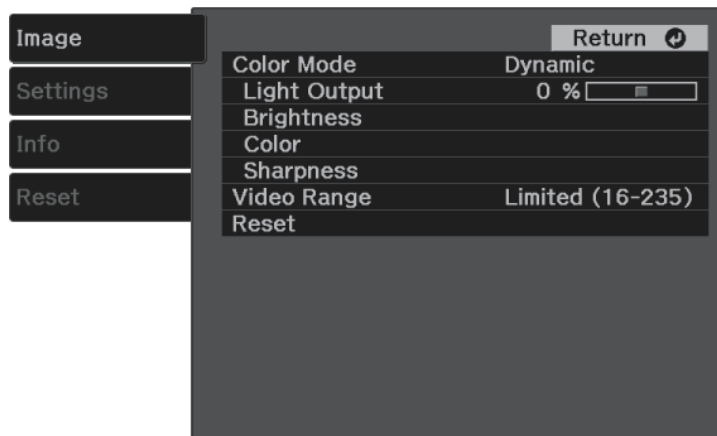 Image
Settings
Info
Reset
Return
Color Mode Dynamic
Light Output 0 %
Brightness
Color
Sharpness
Video Range Limited (16-235)
Reset